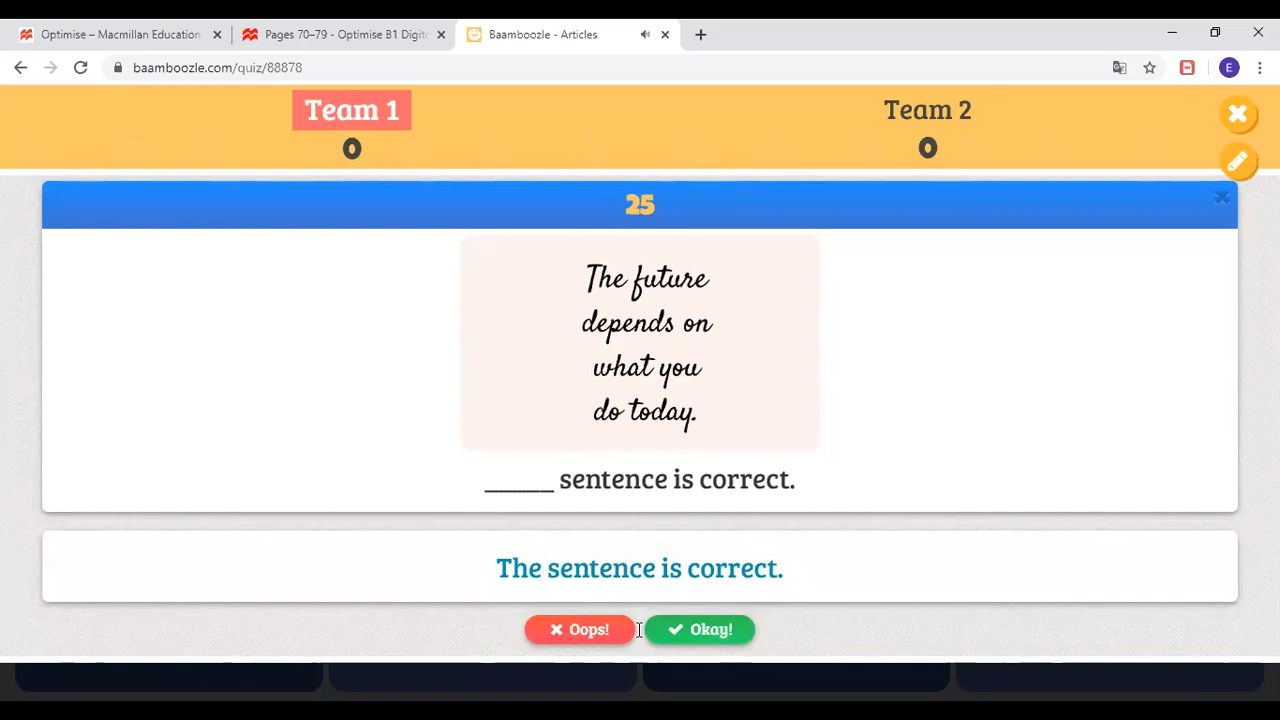 Optimise – Macmillan Education
Pages 70–79 - Optimise B1 Digita
Baamboozle - Articles
baamboozle.com/quiz/88878
E
Team 1
0
Team 2
0
25
The future
depends on
what you
do today.
_____ sentence is correct.
The sentence is correct.
Oops!
Okay!